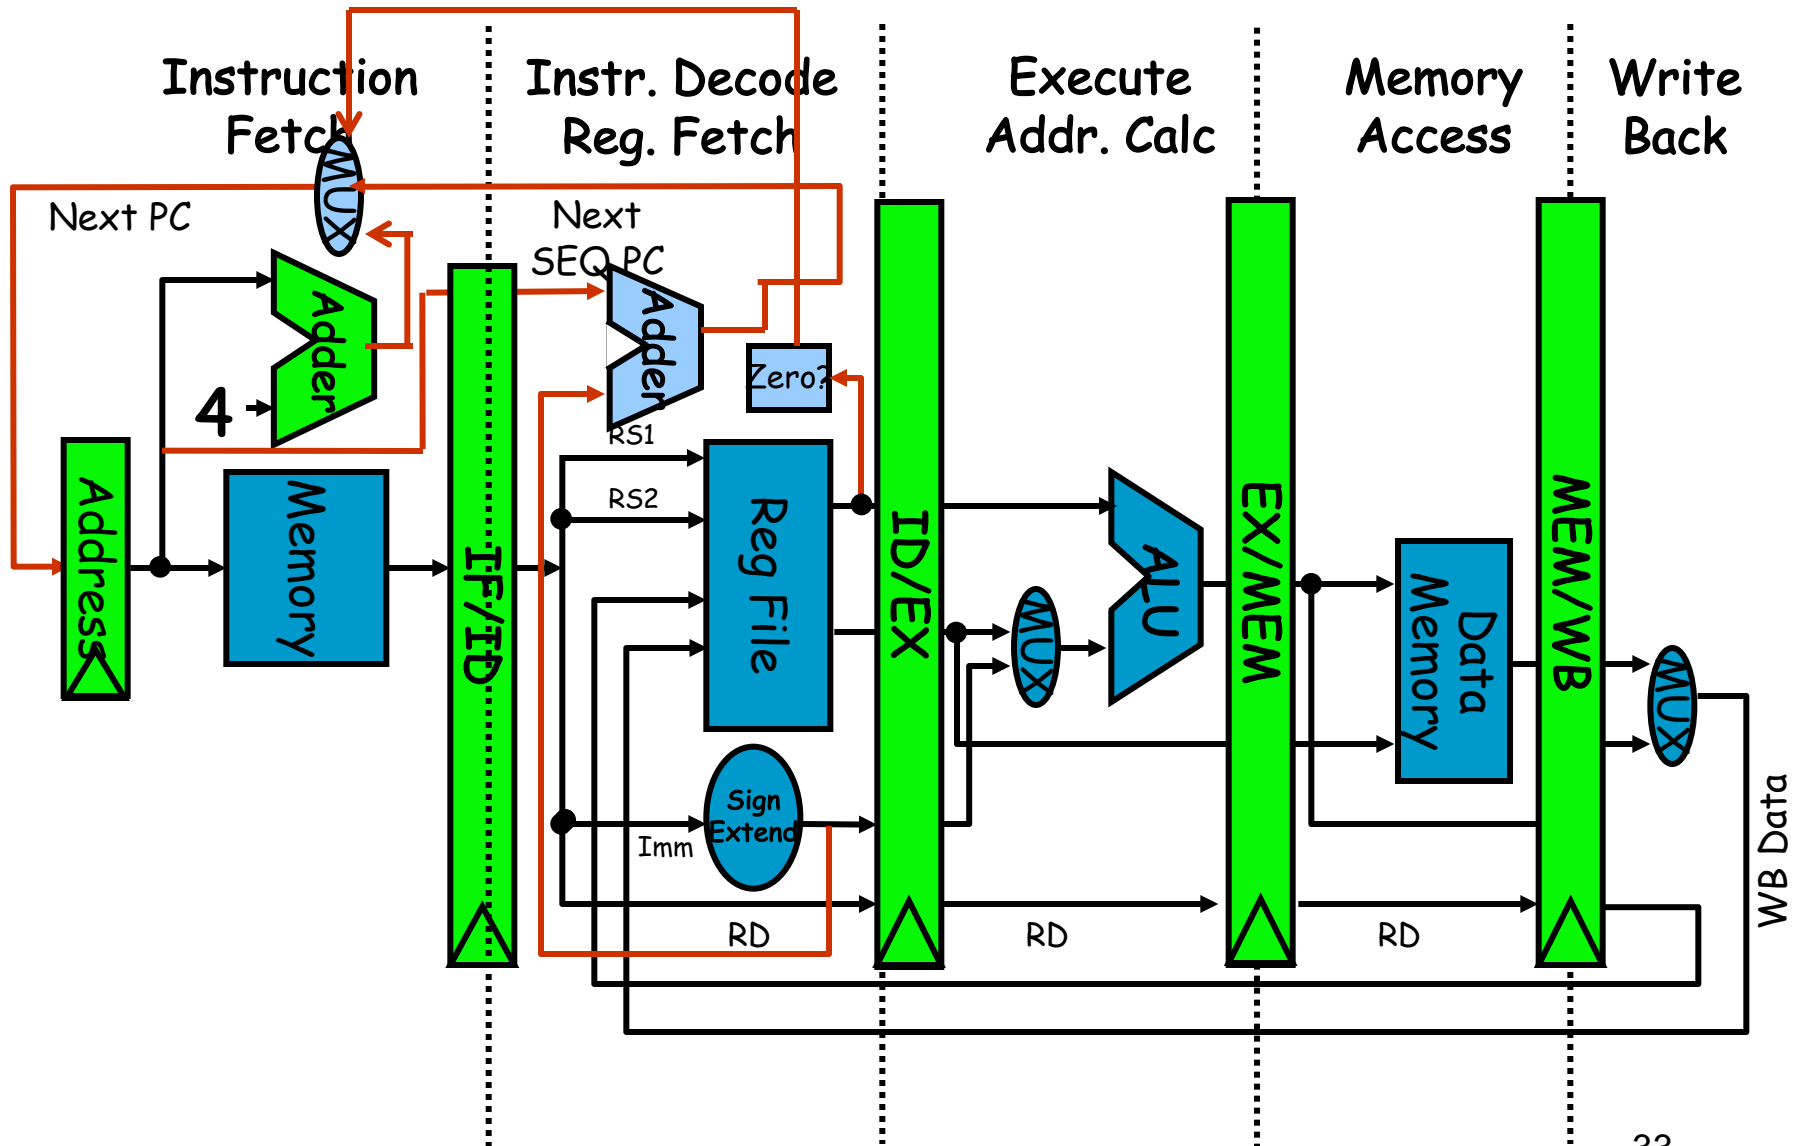 Instruction
Fetch
Instr. Decode
Reg. Fetch
Execute
Addr. Calc
Memory
Access
Write
Back
MUX
Next PC
Next
SEQ PC
Adder
Adder
Zero?
4
RS1
RS2
Address
Memory
IF/ID
Reg File
ID/EX
MUX
ALU
EX/MEM
Data
Memory
MEM/WB
MUX
Sign
Extend
Imm
RD
RD
RD
WB Data